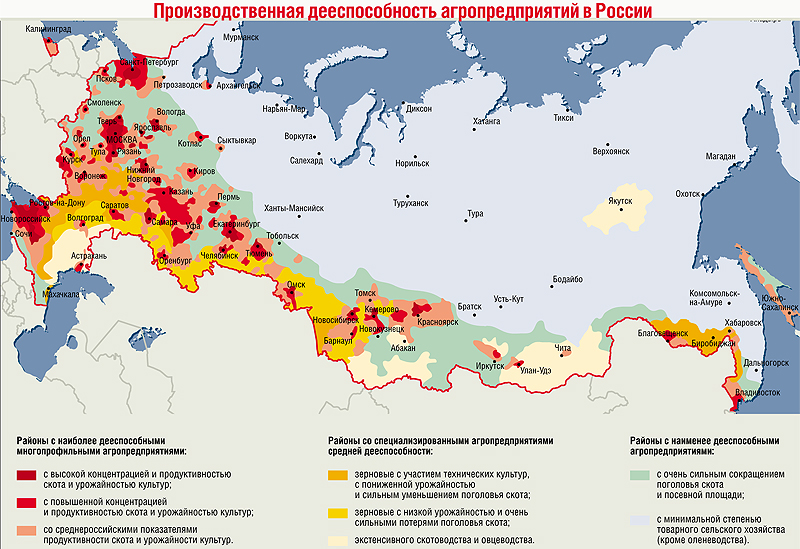 Производственная дееспособность агропредприятий в России
Калининград
Мурманск
Санкт-Петербург
Псков
Петрозаводск
Архангельск
Смоленск
Нарьян-Мар
Диксон
Хатанга
Тикси
Тверь
Вологда
Ярославль
МОСКВА
Воркута
Верхоянск
Магадан
Орел
Тула
Рязань
Котлас
Сыктывкар
Салехард
Норильск
Курск
Нижний
Новгород
Киров
Воронеж
Казань
Пермь
Ханты-Мансийск
Туруханск
Тура
Якутск
Охотск
Ростов-на-Дону
Саратов
Новороссийск
Волгоград
Самара
Уфа
Екатеринбург
Тобольск
Сочи
Челябинск
Тюмень
Астрахань
Оренбург
Махачкала
Омск
Томск
Кемерово
Новосибирск
Новокузнецк
Красноярск
Братск
Усть-Кут
Бодайбо
Барнаул
Абакан
Иркутск
Улан-Удэ
Чита
Комсомольск-
на-Амуре
Южно-
Сахалинск
Хабаровск
Благовещенск
Биробиджан
Дальногорск
Владивосток
Районы с наиболее дееспособными
многопрофильными агропредприятиями:
с высокой концентрацией и продуктивностью
скота и урожайностью культур;
с повышенной концентрацией
и продуктивностью скота и урожайностью культур;
со среднероссийскими показателями
продуктивности скота и урожайности культур.
Районы со специализированными агропредприятиями
средней дееспособности:
зерновые с участием технических культур,
с пониженной урожайностью
и сильным уменьшением поголовья скота;
зерновые с низкой урожайностью и очень
сильными потерями поголовья скота;
экстенсивного скотоводства и овцеводства.
Районы с наименее дееспособными
агропредприятиями:
с очень сильным сокращением
поголовья скота
и посевной площади;
с минимальной степенью
товарного сельского хозяйства
(кроме оленеводства).